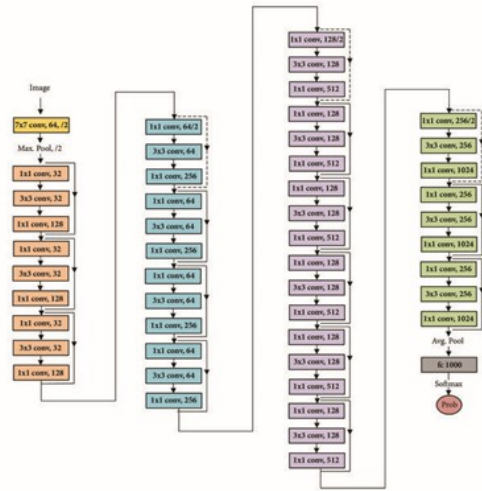 Image
7x7 conv, 64, /2
Max. Pool, /2
1x1 conv, 32
3x3 conv, 32
1x1 conv, 128
1x1 conv, 32
3x3 conv, 32
1x1 conv, 128
1x1 conv, 32
3x3 conv, 32
1x1 conv, 128
1x1 conv, 64/2
3x3 conv, 64
1x1 conv, 256
1x1 conv, 64
3x3 conv, 64
1x1 conv, 256
1x1 conv, 64
3x3 conv, 64
1x1 conv, 256
1x1 conv, 64
3x3 conv, 64
1x1 conv, 256
1x1 conv, 128/2
3x3 conv, 128
1x1 conv, 512
1x1 conv, 128
3x3 conv, 128
1x1 conv, 512
1x1 conv, 128
3x3 conv, 128
1x1 conv, 512
1x1 conv, 128
3x3 conv, 128
1x1 conv, 512
1x1 conv, 128
3x3 conv, 128
1x1 conv, 512
1x1 conv, 128
3x3 conv, 128
1x1 conv, 512
1x1 conv, 256/2
3x3 conv, 256
1x1 conv, 1024
1x1 conv, 256
3x3 conv, 256
1x1 conv, 1024
1x1 conv, 256
3x3 conv, 256
1x1 conv, 1024
Avg. Pool
fc 1000
Softmax
Prob